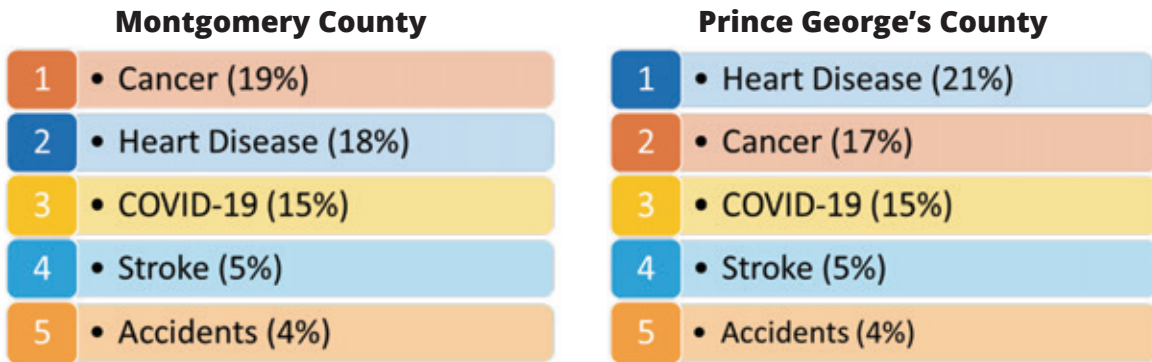 Montgomery County
1 • Cancer (19%)
2 • Heart Disease (18%)
3 • COVID-19 (15%)
4 • Stroke (5%)
5 • Accidents (4%)
Prince George’s County
1 • Heart Disease (21%)
2 • Cancer (17%)
3 • COVID-19 (15%)
4 • Stroke (5%)
5 • Accidents (4%)